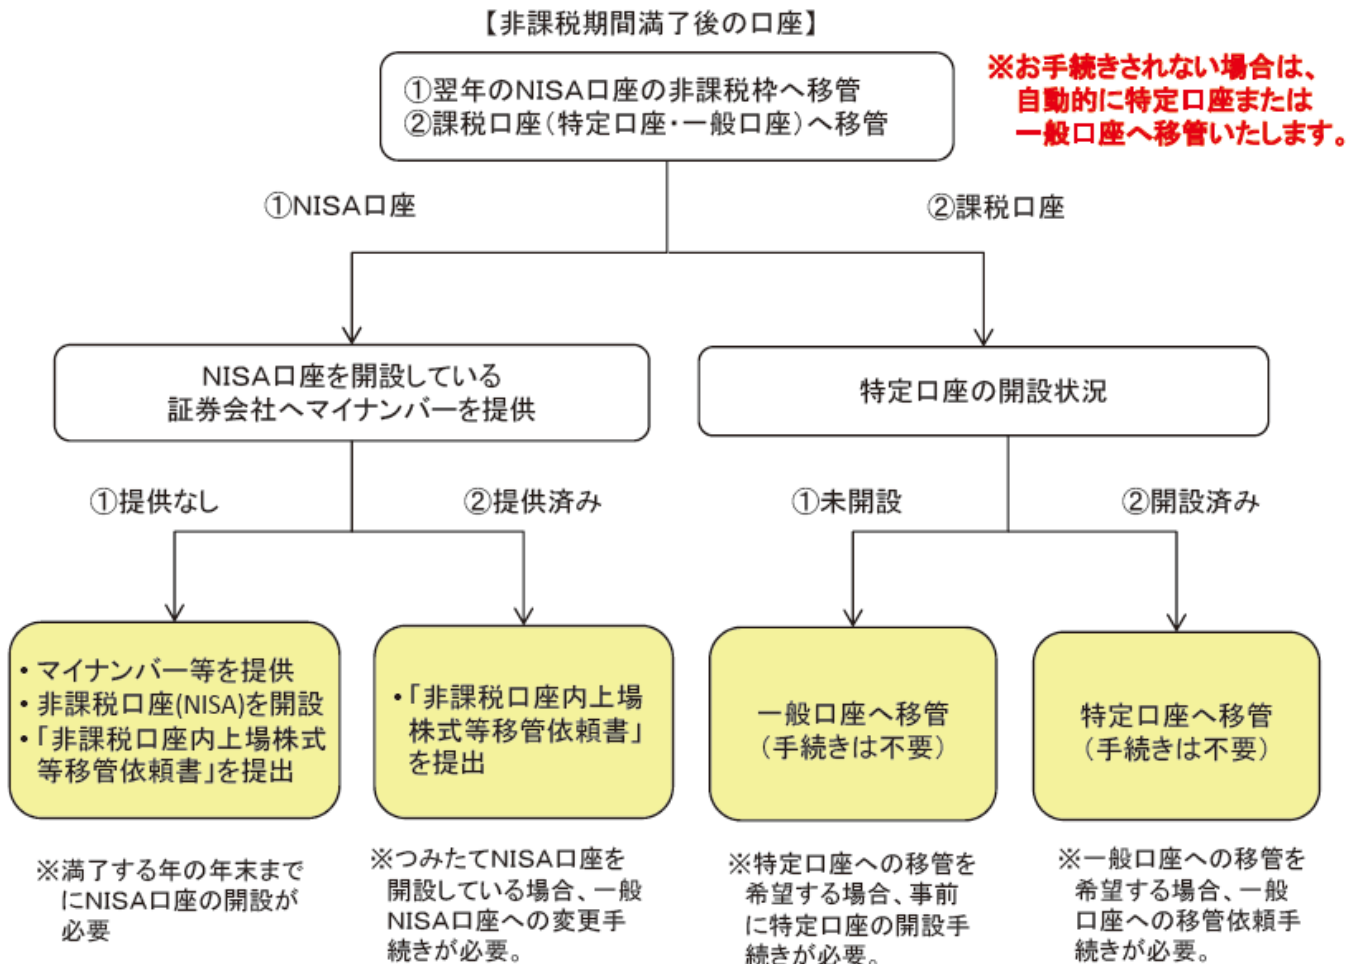 【非課税期間満了後の口座】
①翌年のNISA口座の非課税枠へ移管
②課税口座(特定口座・一般口座)へ移管
※お手続きされない場合は、
自動的に特定口座または
一般口座へ移管いたします。
①NISA口座
②課税口座
NISA口座を開設している
証券会社へマイナンバーを提供
特定口座の開設状況
①提供なし
②提供済み
①未開設
②開設済み
・マイナンバー等を提供
・非課税口座(NISA)を開設
・「非課税口座内上場株式
等移管依頼書」を提出
・「非課税口座内上場
株式等移管依頼書」
を提出
一般口座へ移管
(手続きは不要)
特定口座へ移管
(手続きは不要)
※満了する年の年末まで
にNISA口座の開設が
必要
※つみたてNISA口座を
開設している場合、一般
NISA口座への変更手
続きが必要。
※特定口座への移管を
希望する場合、事前
に特定口座の開設手
続きが必要。
※一般口座への移管を
希望する場合、一般
口座への移管依頼手
続きが必要。